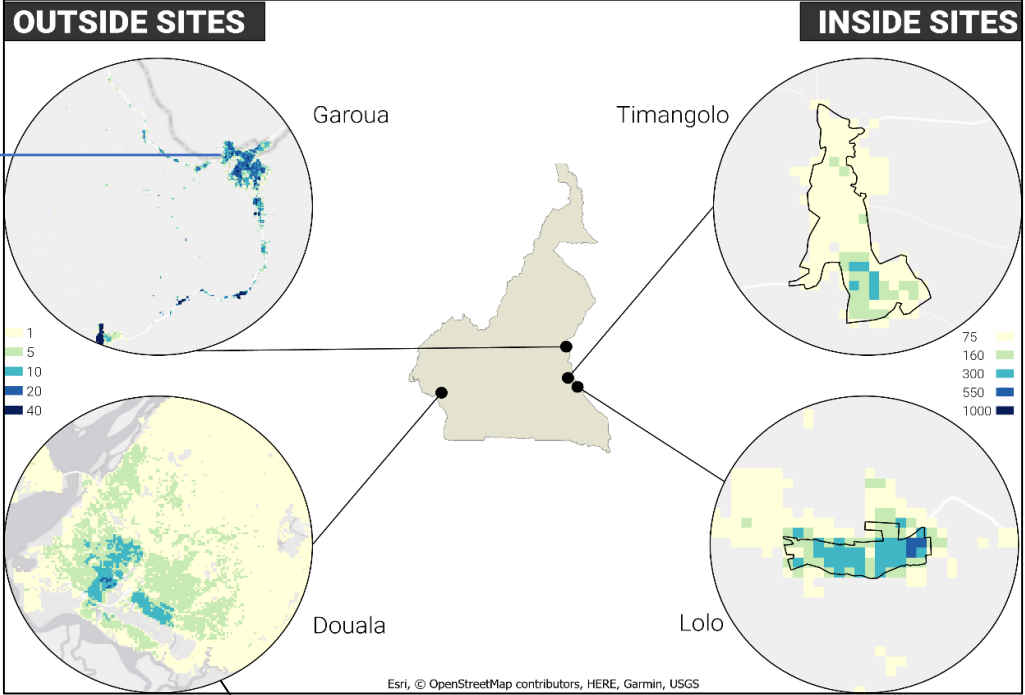 OUTSIDE SITES
INSIDE SITES
Garoua
Timangolo
1
5
10
20
40
75
160
300
550
1000
Douala
Lolo
Esri, © OpenStreetMap contributors, HERE, Garmin, USGS